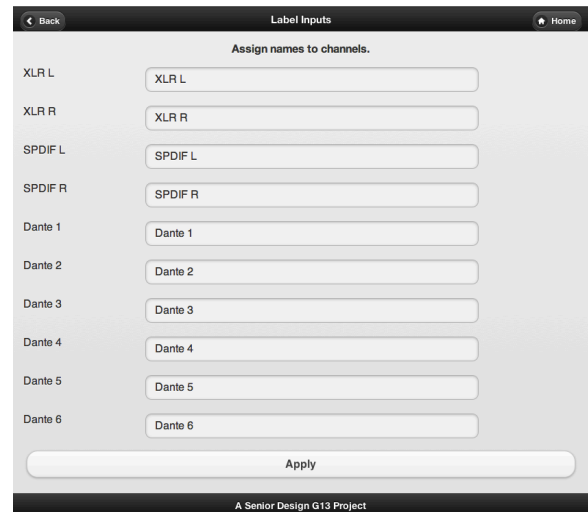 Back Label Inputs Home
Assign names to channels.
XLR L XLR L
XLR R XLR R
SPDIF L SPDIF L
SPDIF R SPDIF R
Dante 1 Dante 1
Dante 2 Dante 2
Dante 3 Dante 3
Dante 4 Dante 4
Dante 5 Dante 5
Dante 6 Dante 6
Apply
A Senior Design G13 Project